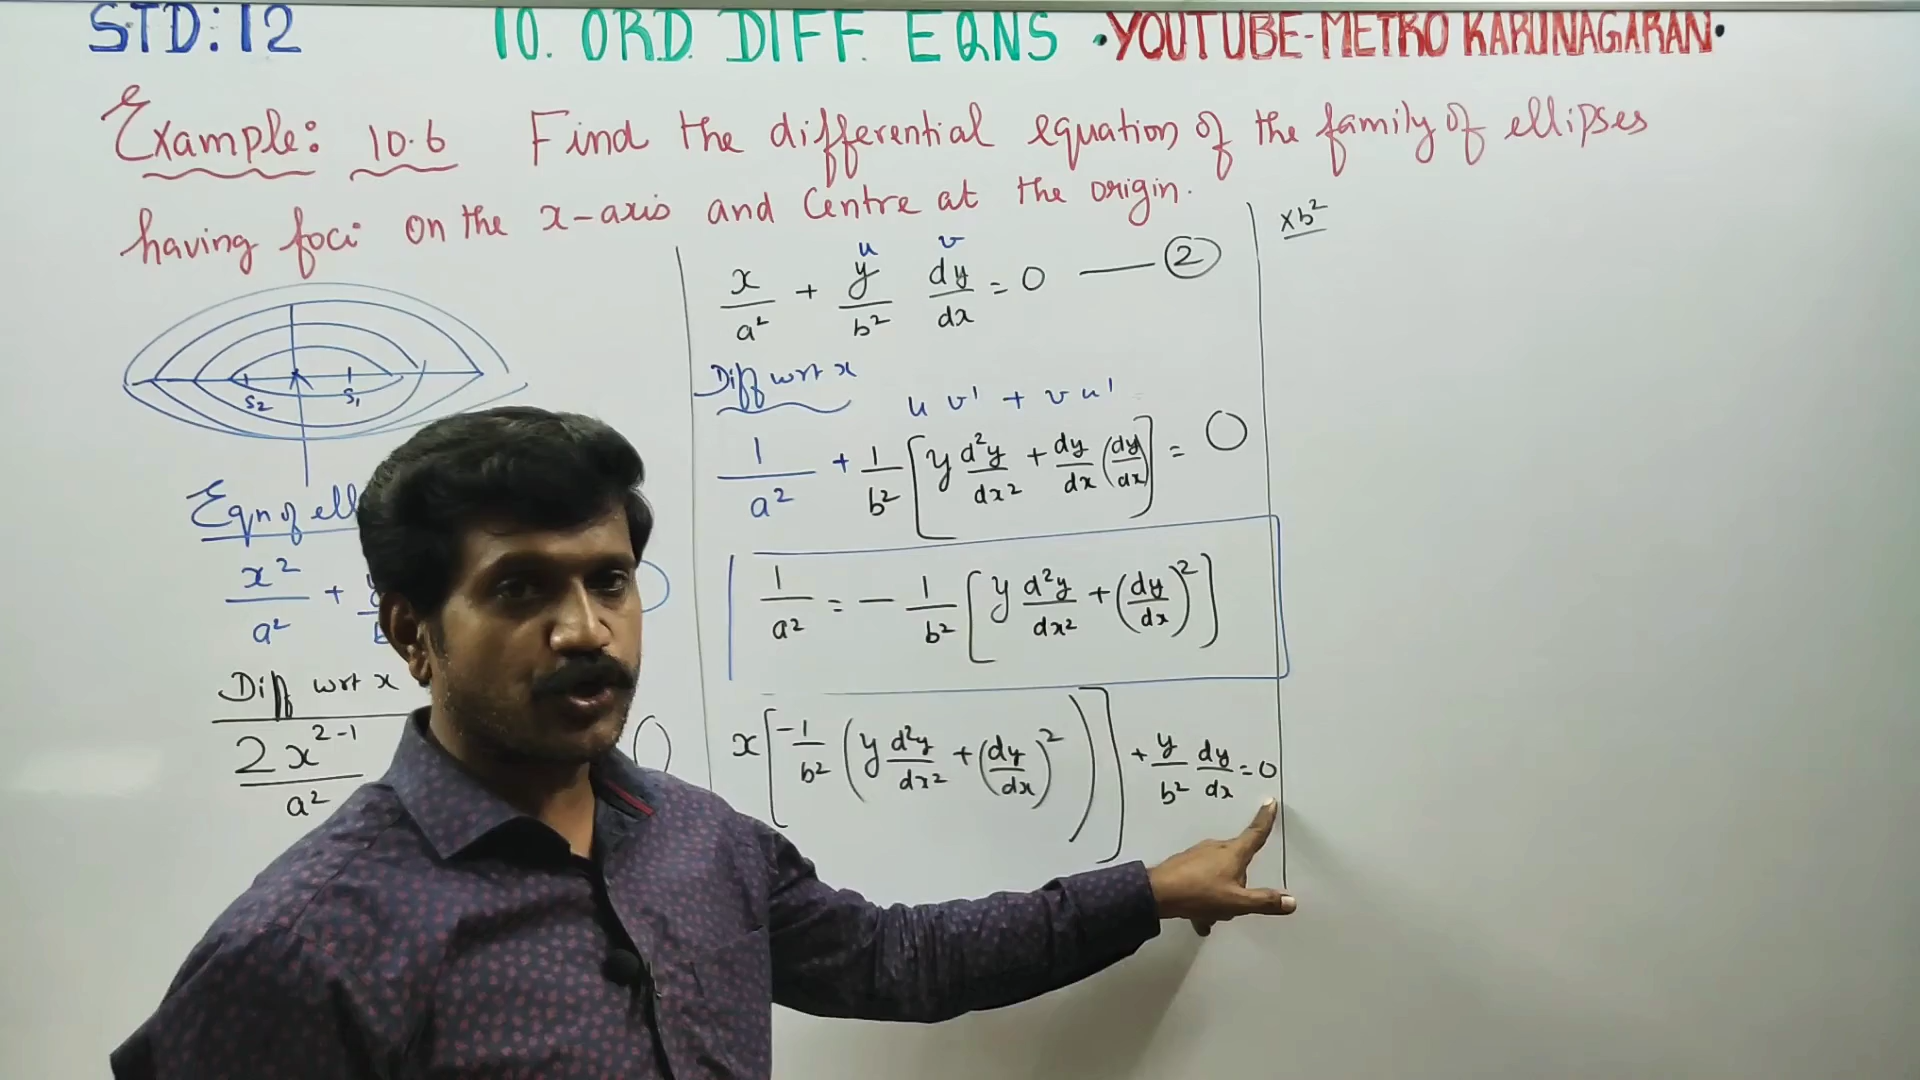 STD: 12 10. ORD. DIFF. EQNS • YOUTUBE-METRO KARUNAGARAN •
Example: 10.6 Find the differential equation of the family of ellipses
having foci on the x-axis and Centre at the origin.
S2 S1
Eqn of ell
x²/a² +
Diff wrt x
2x^(2-1)/a²
u v
x/a² + y/b² dy/dx = 0 —— ②
Diff wrt x
u v' + v u'
1/a² + 1/b² [y d²y/dx² + dy/dx (dy/dx)] = 0
1/a² = - 1/b² [y d²y/dx² + (dy/dx)²]
x[-1/b² (y d²y/dx² + (dy/dx)²)] + y/b² dy/dx = 0
×b²